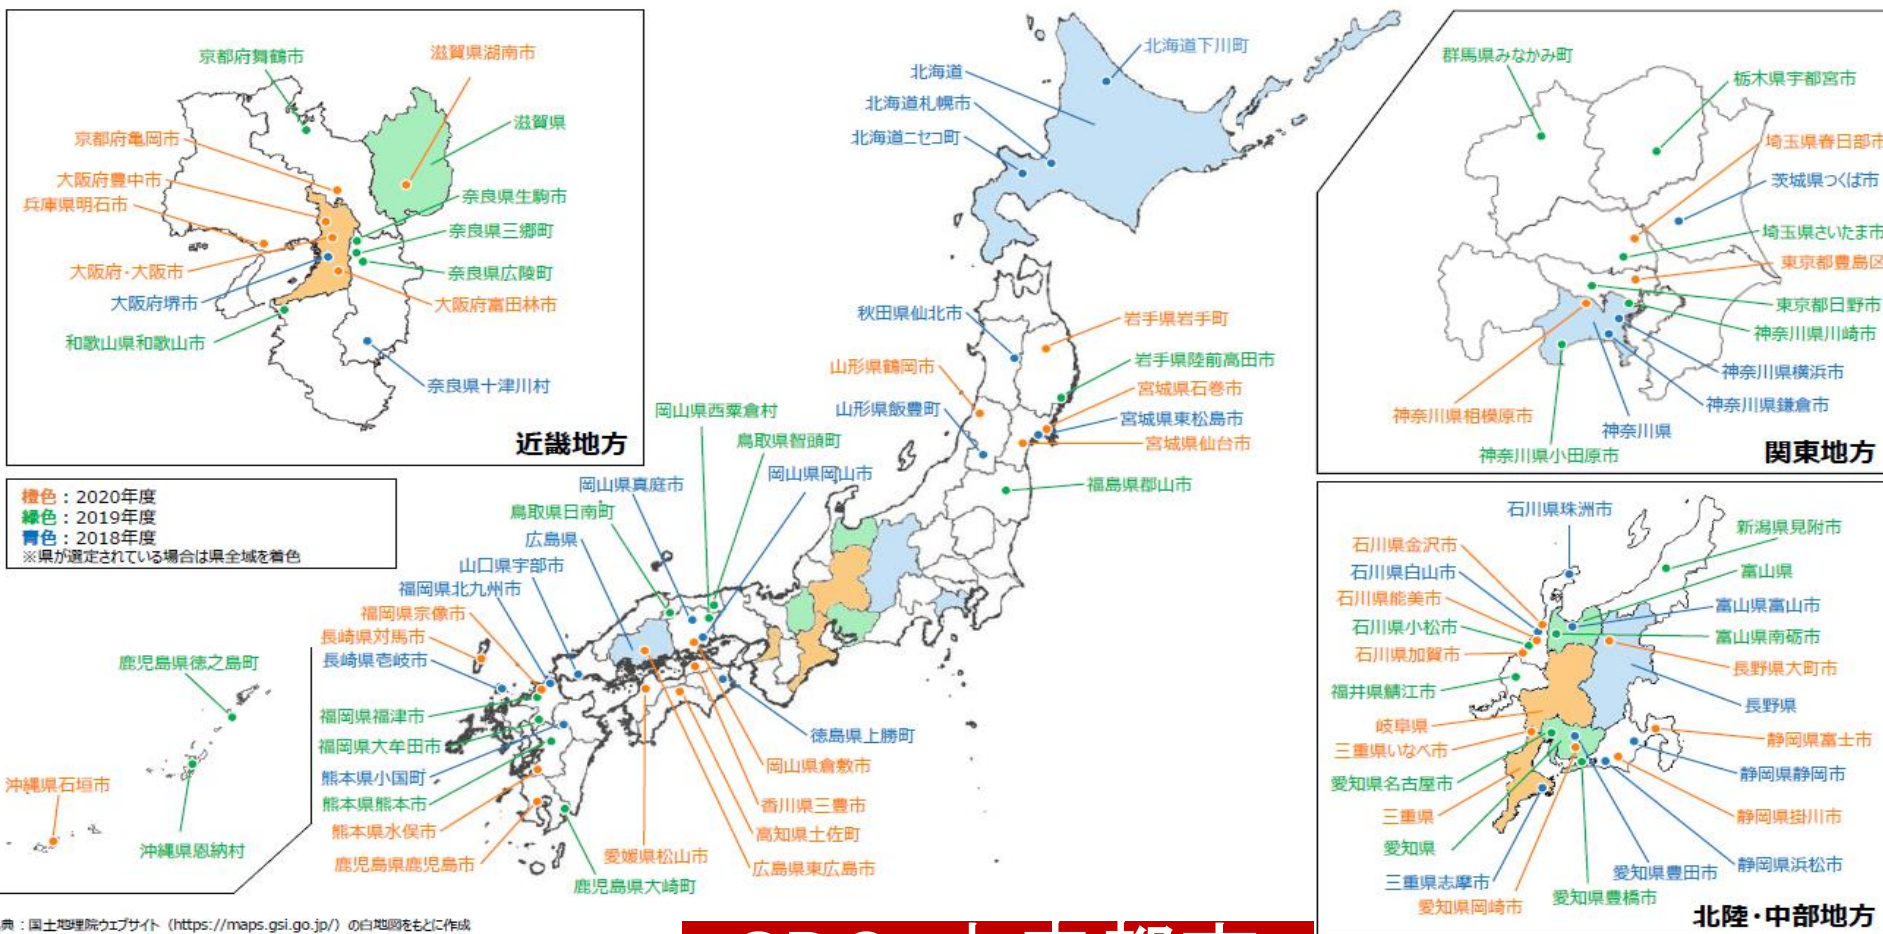 京都府舞鶴市
滋賀県湖南市
滋賀県
京都府亀岡市
大阪府豊中市
兵庫県明石市
奈良県生駒市
奈良県三郷町
奈良県広陵町
大阪府・大阪市
大阪府堺市
大阪府富田林市
和歌山県和歌山市
奈良県十津川村
近畿地方
橙色：2020年度
緑色：2019年度
青色：2018年度
※県が選定されている場合は県全域を着色
北海道下川町
北海道
北海道札幌市
北海道ニセコ町
秋田県仙北市
岩手県岩手町
山形県鶴岡市
岩手県陸前高田市
宮城県石巻市
山形県飯豊町
宮城県東松島市
宮城県仙台市
福島県郡山市
岡山県西粟倉村
鳥取県智頭町
岡山県岡山市
岡山県真庭市
鳥取県日南町
広島県
山口県宇部市
福岡県北九州市
福岡県宗像市
長崎県対馬市
長崎県壱岐市
福岡県福津市
福岡県大牟田市
熊本県小国町
熊本県熊本市
熊本県水俣市
鹿児島県鹿児島市
鹿児島県大崎町
愛媛県松山市
徳島県上勝町
岡山県倉敷市
香川県三豊市
高知県土佐町
広島県東広島市
鹿児島県徳之島町
沖縄県石垣市
沖縄県恩納村
群馬県みなかみ町
栃木県宇都宮市
埼玉県春日部市
茨城県つくば市
埼玉県さいたま市
東京都豊島区
東京都日野市
神奈川県川崎市
神奈川県横浜市
神奈川県鎌倉市
神奈川県相模原市
神奈川県
神奈川県小田原市
関東地方
石川県珠洲市
新潟県見附市
石川県金沢市
石川県白山市
富山県
石川県能美市
富山県富山市
石川県小松市
富山県南砺市
石川県加賀市
長野県大町市
福井県鯖江市
長野県
岐阜県
静岡県富士市
三重県いなべ市
静岡県静岡市
愛知県名古屋市
三重県
静岡県掛川市
愛知県
静岡県浜松市
愛知県豊田市
三重県志摩市
愛知県豊橋市
愛知県岡崎市
北陸・中部地方
典：国土地理院ウェブサイト（https://maps.gsi.go.jp/）の白地図をもとに作成